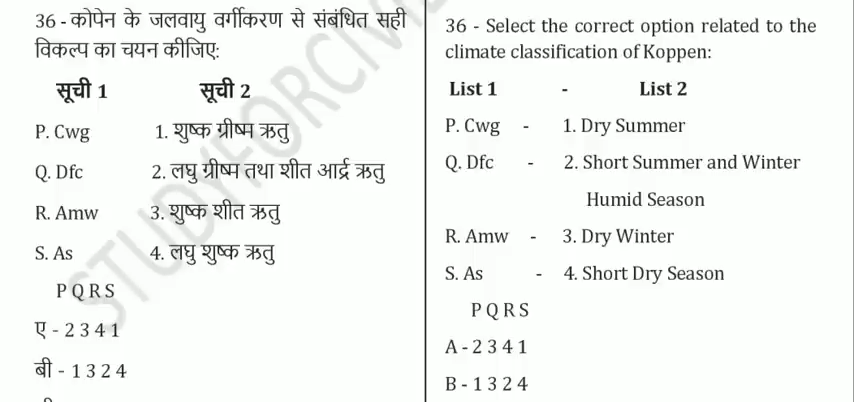 36 - कोपेन के जलवायु वर्गीकरण से संबंधित सही
विकल्प का चयन कीजिए:
सूची 1 सूची 2
P. Cwg 1. शुष्क ग्रीष्म ऋतु
Q. Dfc 2. लघु ग्रीष्म तथा शीत आर्द्र ऋतु
R. Amw 3. शुष्क शीत ऋतु
S. As 4. लघु शुष्क ऋतु
P Q R S
ए - 2 3 4 1
बी - 1 3 2 4
36 - Select the correct option related to the
climate classification of Koppen:
List 1 - List 2
P. Cwg - 1. Dry Summer
Q. Dfc - 2. Short Summer and Winter
Humid Season
R. Amw - 3. Dry Winter
S. As - 4. Short Dry Season
P Q R S
A - 2 3 4 1
B - 1 3 2 4
STUDYFORCIVI